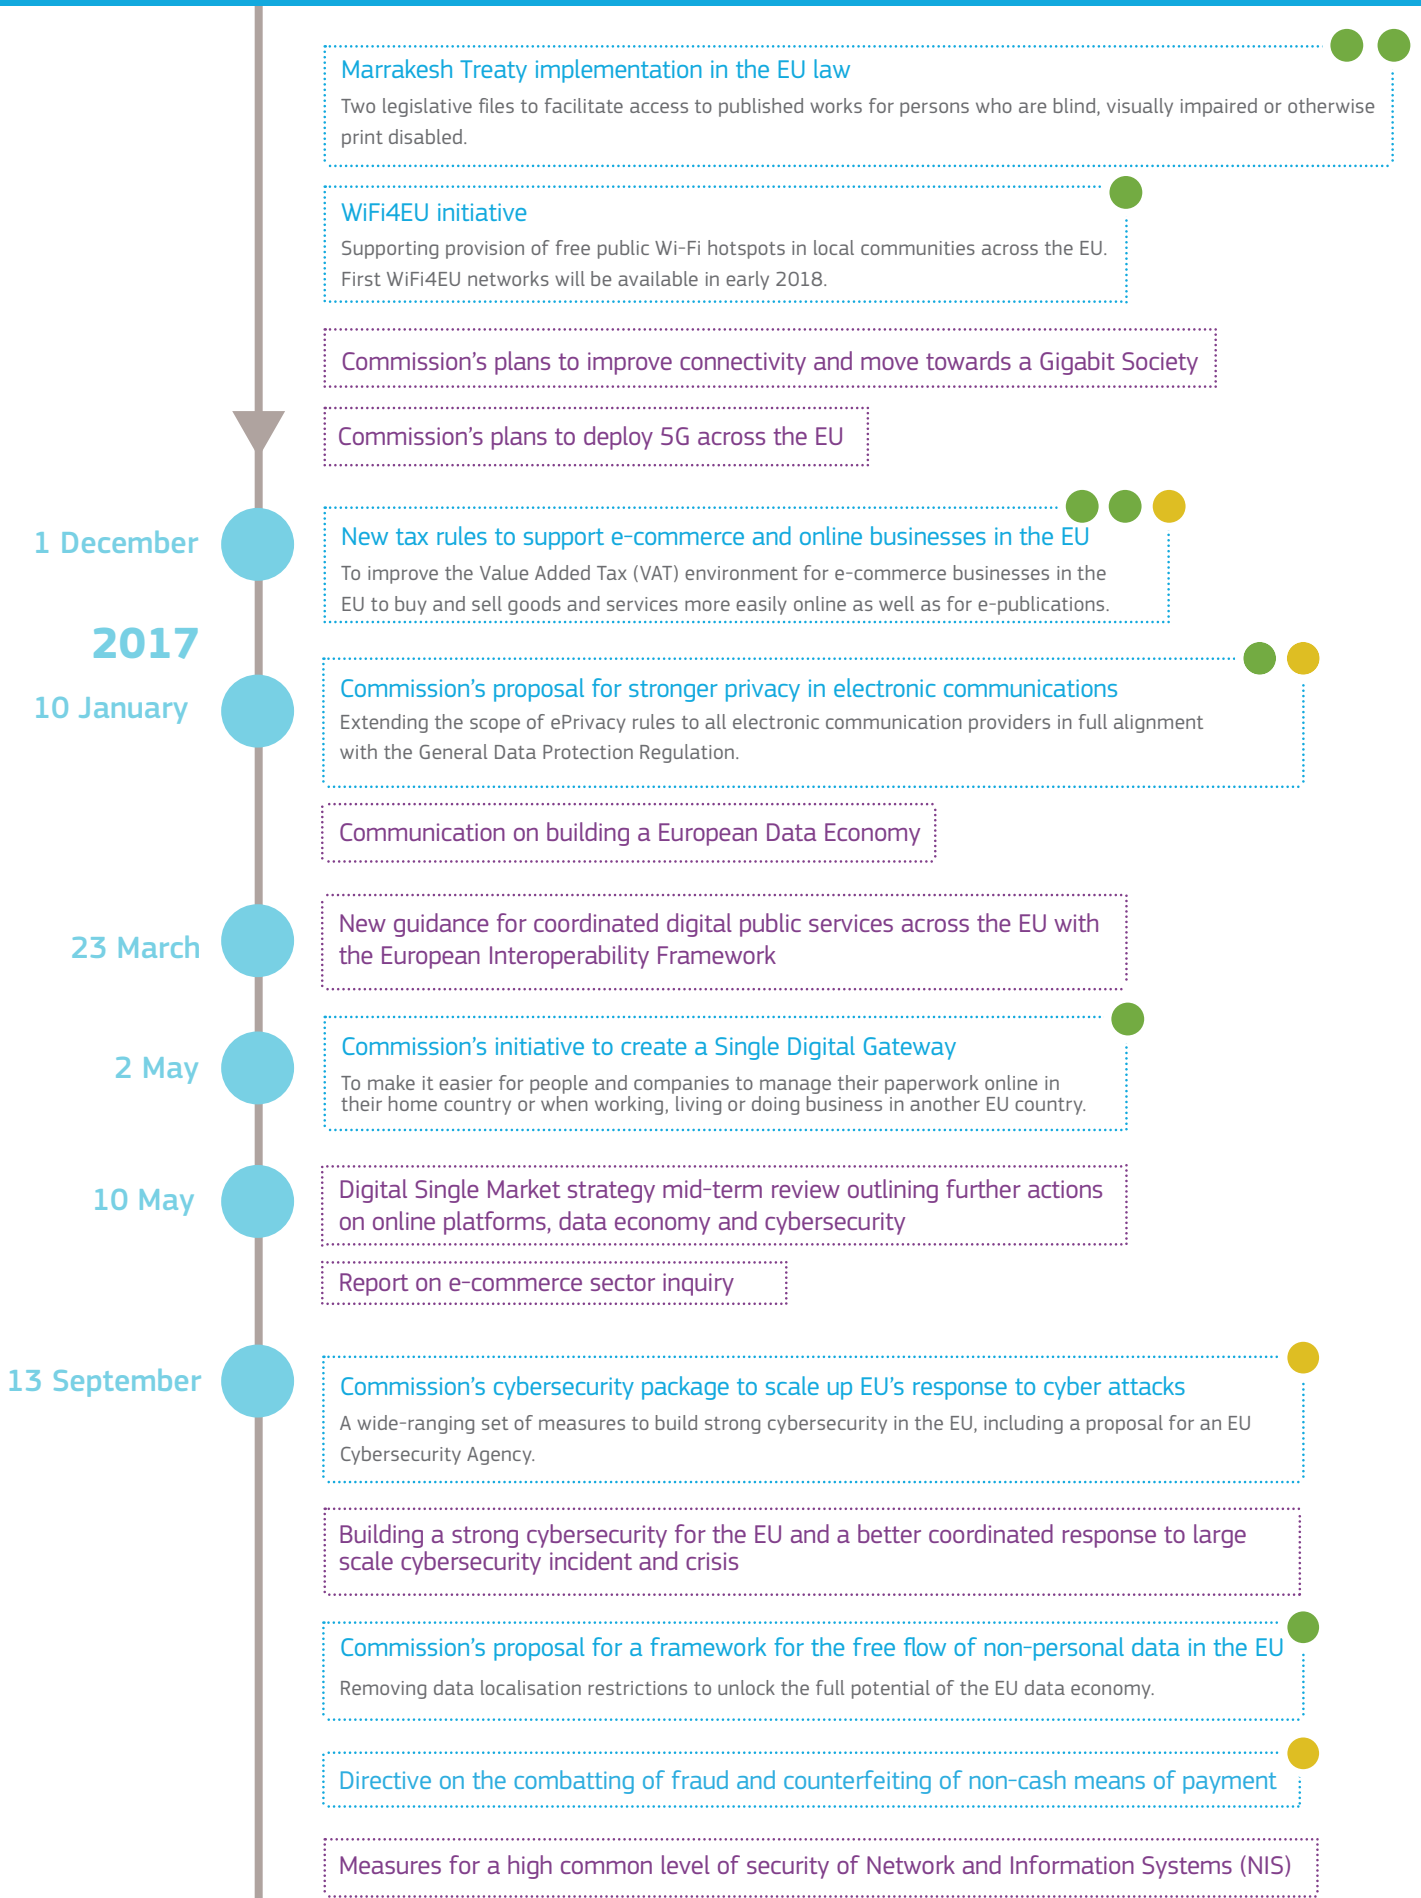 Marrakesh Treaty implementation in the EU law
Two legislative files to facilitate access to published works for persons who are blind, visually impaired or otherwise
print disabled.
WiFi4EU initiative
Supporting provision of free public Wi-Fi hotspots in local communities across the EU.
First WiFi4EU networks will be available in early 2018.
Commission's plans to improve connectivity and move towards a Gigabit Society
Commission's plans to deploy 5G across the EU
1 December
New tax rules to support e-commerce and online businesses in the EU
To improve the Value Added Tax (VAT) environment for e-commerce businesses in the
EU to buy and sell goods and services more easily online as well as for e-publications.
2017
10 January
Commission's proposal for stronger privacy in electronic communications
Extending the scope of ePrivacy rules to all electronic communication providers in full alignment
with the General Data Protection Regulation.
Communication on building a European Data Economy
23 March
New guidance for coordinated digital public services across the EU with
the European Interoperability Framework
2 May
Commission's initiative to create a Single Digital Gateway
To make it easier for people and companies to manage their paperwork online in
their home country or when working, living or doing business in another EU country.
10 May
Digital Single Market strategy mid-term review outlining further actions
on online platforms, data economy and cybersecurity
Report on e-commerce sector inquiry
13 September
Commission's cybersecurity package to scale up EU's response to cyber attacks
A wide-ranging set of measures to build strong cybersecurity in the EU, including a proposal for an EU
Cybersecurity Agency.
Building a strong cybersecurity for the EU and a better coordinated response to large
scale cybersecurity incident and crisis
Commission's proposal for a framework for the free flow of non-personal data in the EU
Removing data localisation restrictions to unlock the full potential of the EU data economy.
Directive on the combatting of fraud and counterfeiting of non-cash means of payment
Measures for a high common level of security of Network and Information Systems (NIS)